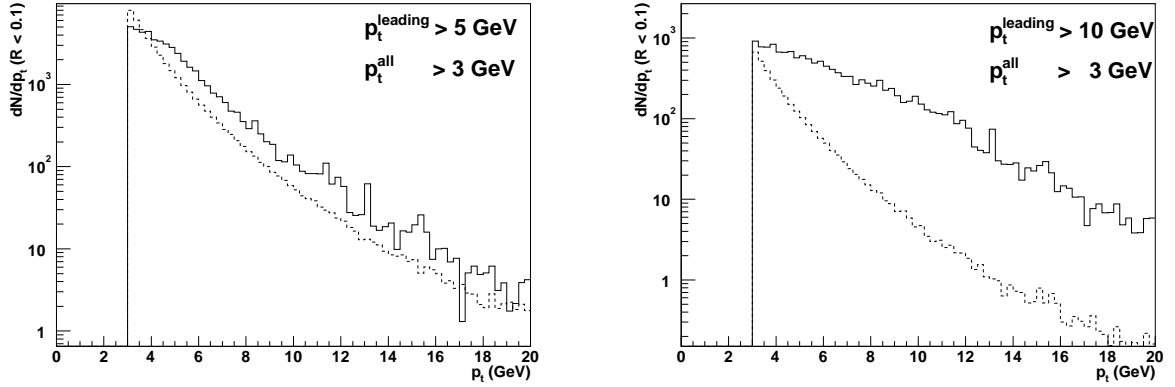 dN/dp_t (R < 0.1)
10^3
10^2
10
1
p_t^leading > 5 GeV
p_t^all > 3 GeV
0 2 4 6 8 10 12 14 16 18 20
p_t (GeV)
dN/dp_t (R < 0.1)
10^3
10^2
10
1
p_t^leading > 10 GeV
p_t^all > 3 GeV
0 2 4 6 8 10 12 14 16 18 20
p_t (GeV)